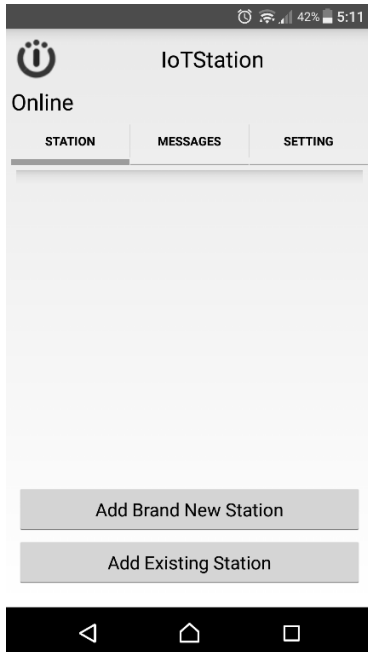 42% 5:11
IoTStation
Online
STATION MESSAGES SETTING
Add Brand New Station
Add Existing Station